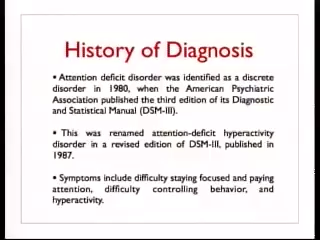 History of Diagnosis
• Attention deficit disorder was identified as a discrete
disorder in 1980, when the American Psychiatric
Association published the third edition of its Diagnostic
and Statistical Manual (DSM-III).
• This was renamed attention-deficit hyperactivity
disorder in a revised edition of DSM-III, published in
1987.
• Symptoms include difficulty staying focused and paying
attention, difficulty controlling behavior, and
hyperactivity.